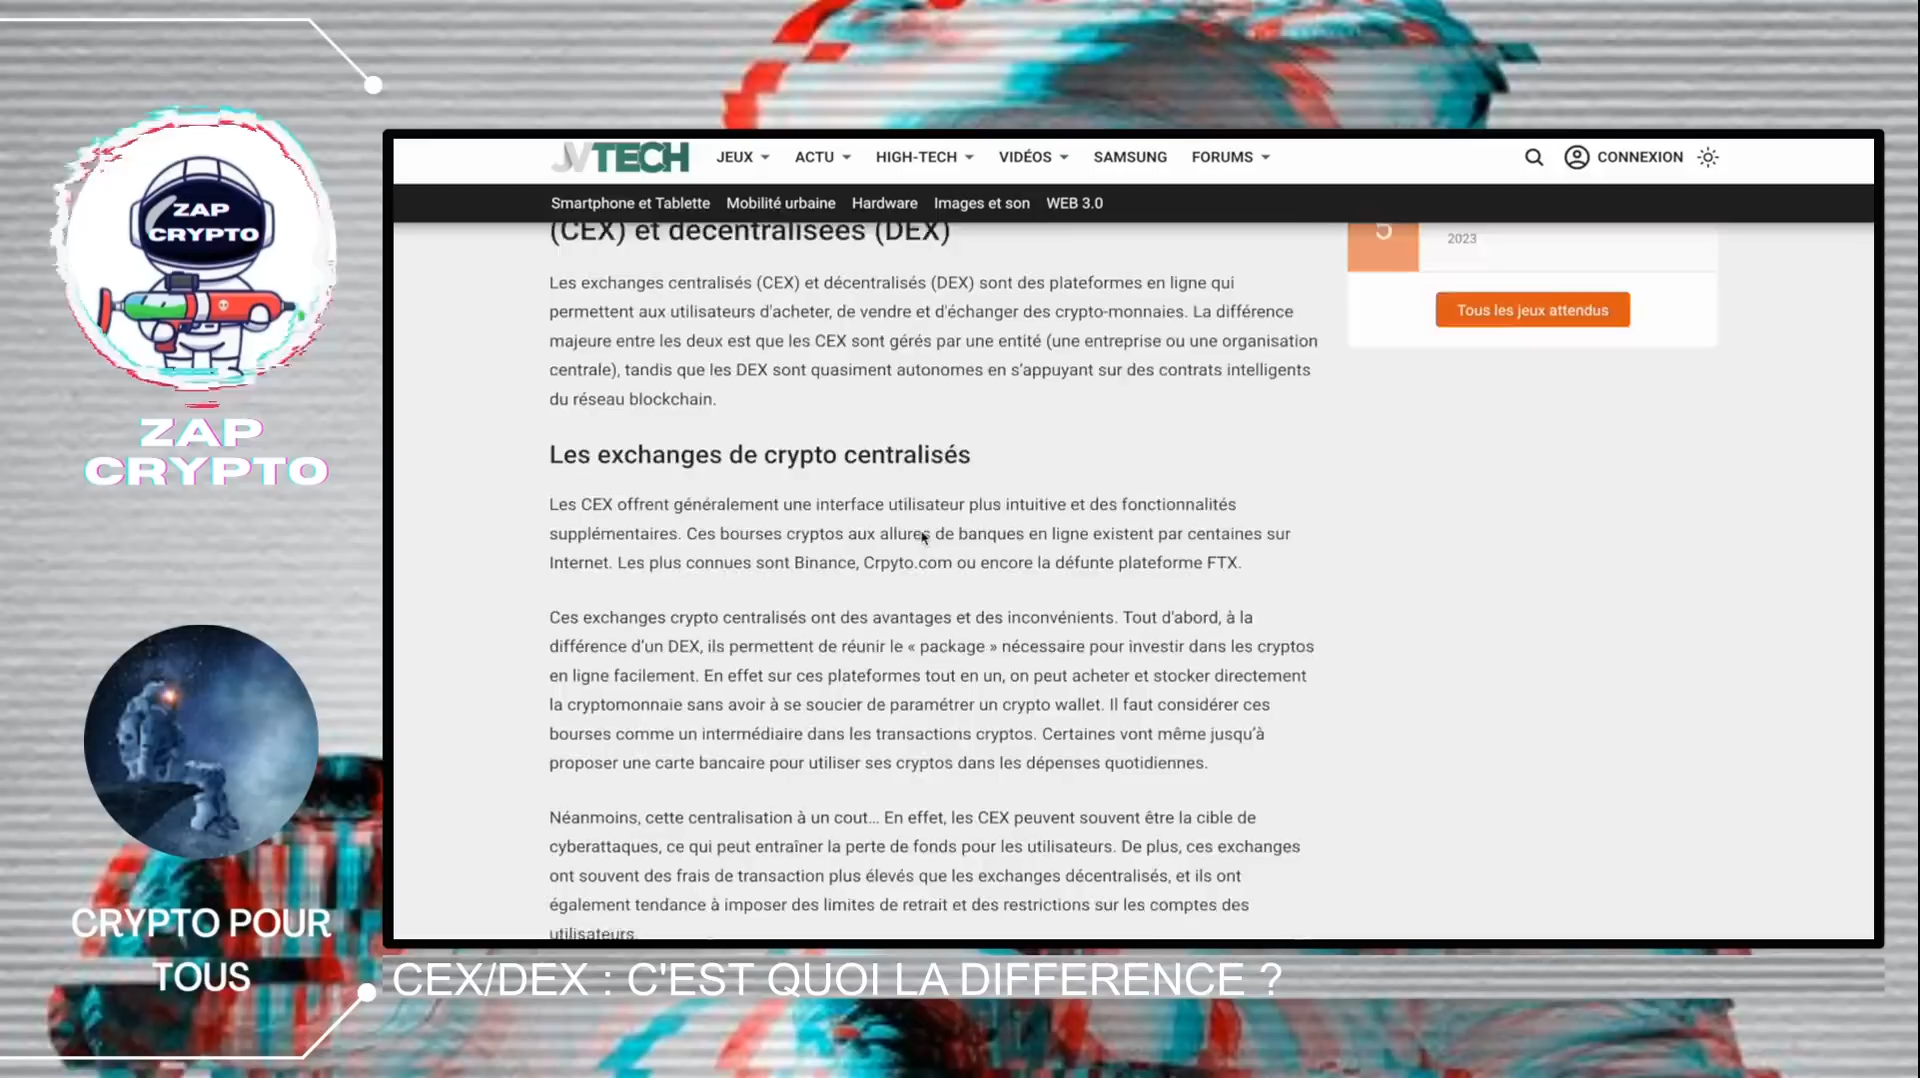 ZAP
CRYPTO
ZAP
CRYPTO
CRYPTO POUR
TOUS
JVTECH
JEUX
ACTU
HIGH-TECH
VIDÉOS
SAMSUNG
FORUMS
CONNEXION
Smartphone et Tablette
Mobilité urbaine
Hardware
Images et son
WEB 3.0
(CEX) et décentralisées (DEX)
Les exchanges centralisés (CEX) et décentralisés (DEX) sont des plateformes en ligne qui
permettent aux utilisateurs d'acheter, de vendre et d'échanger des crypto-monnaies. La différence
majeure entre les deux est que les CEX sont gérés par une entité (une entreprise ou une organisation
centrale), tandis que les DEX sont quasiment autonomes en s’appuyant sur des contrats intelligents
du réseau blockchain.
Les exchanges de crypto centralisés
Les CEX offrent généralement une interface utilisateur plus intuitive et des fonctionnalités
supplémentaires. Ces bourses cryptos aux allures de banques en ligne existent par centaines sur
Internet. Les plus connues sont Binance, Crpyto.com ou encore la défunte plateforme FTX.
Ces exchanges crypto centralisés ont des avantages et des inconvénients. Tout d’abord, à la
différence d’un DEX, ils permettent de réunir le « package » nécessaire pour investir dans les cryptos
en ligne facilement. En effet sur ces plateformes tout en un, on peut acheter et stocker directement
la cryptomonnaie sans avoir à se soucier de paramétrer un crypto wallet. Il faut considérer ces
bourses comme un intermédiaire dans les transactions cryptos. Certaines vont même jusqu’à
proposer une carte bancaire pour utiliser ses cryptos dans les dépenses quotidiennes.
Néanmoins, cette centralisation à un cout… En effet, les CEX peuvent souvent être la cible de
cyberattaques, ce qui peut entraîner la perte de fonds pour les utilisateurs. De plus, ces exchanges
ont souvent des frais de transaction plus élevés que les exchanges décentralisés, et ils ont
également tendance à imposer des limites de retrait et des restrictions sur les comptes des
utilisateurs.
5
2023
Tous les jeux attendus
CEX/DEX : C'EST QUOI LA DIFFERENCE ?